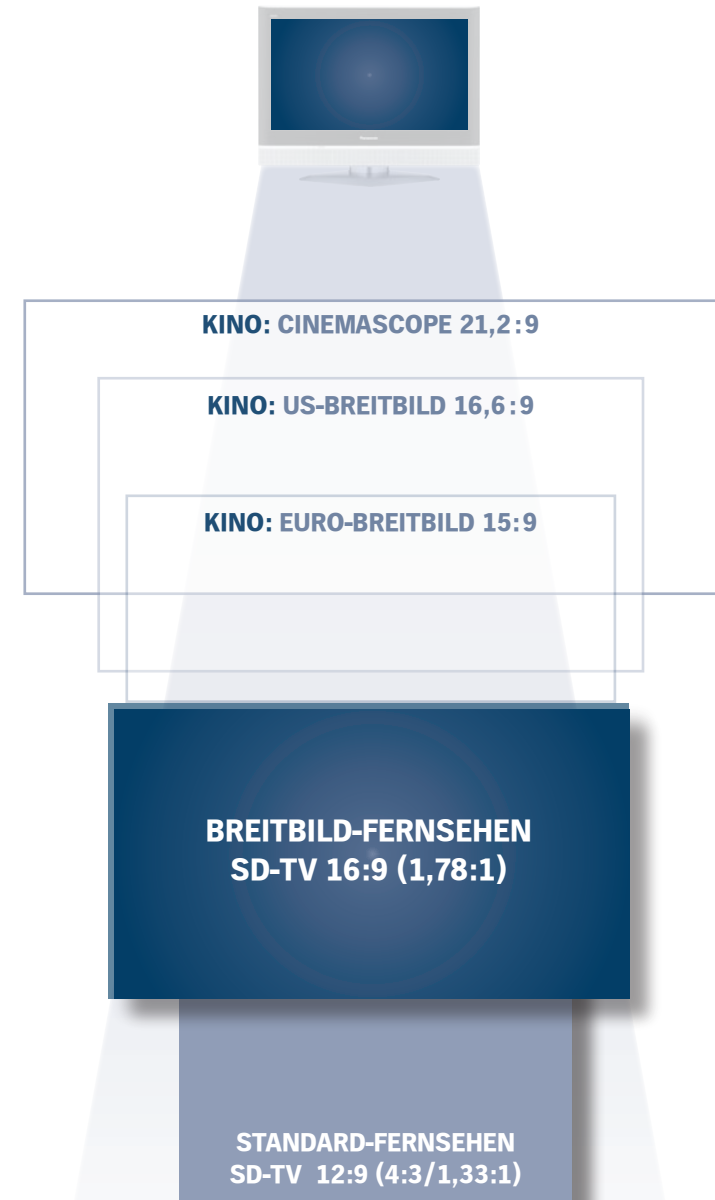 KINO: CINEMASCOPE 21,2:9
KINO: US-BREITBILD 16,6:9
KINO: EURO-BREITBILD 15:9
BREITBILD-FERNSEHEN
SD-TV 16:9 (1,78:1)
STANDARD-FERNSEHEN
SD-TV 12:9 (4:3/1,33:1)